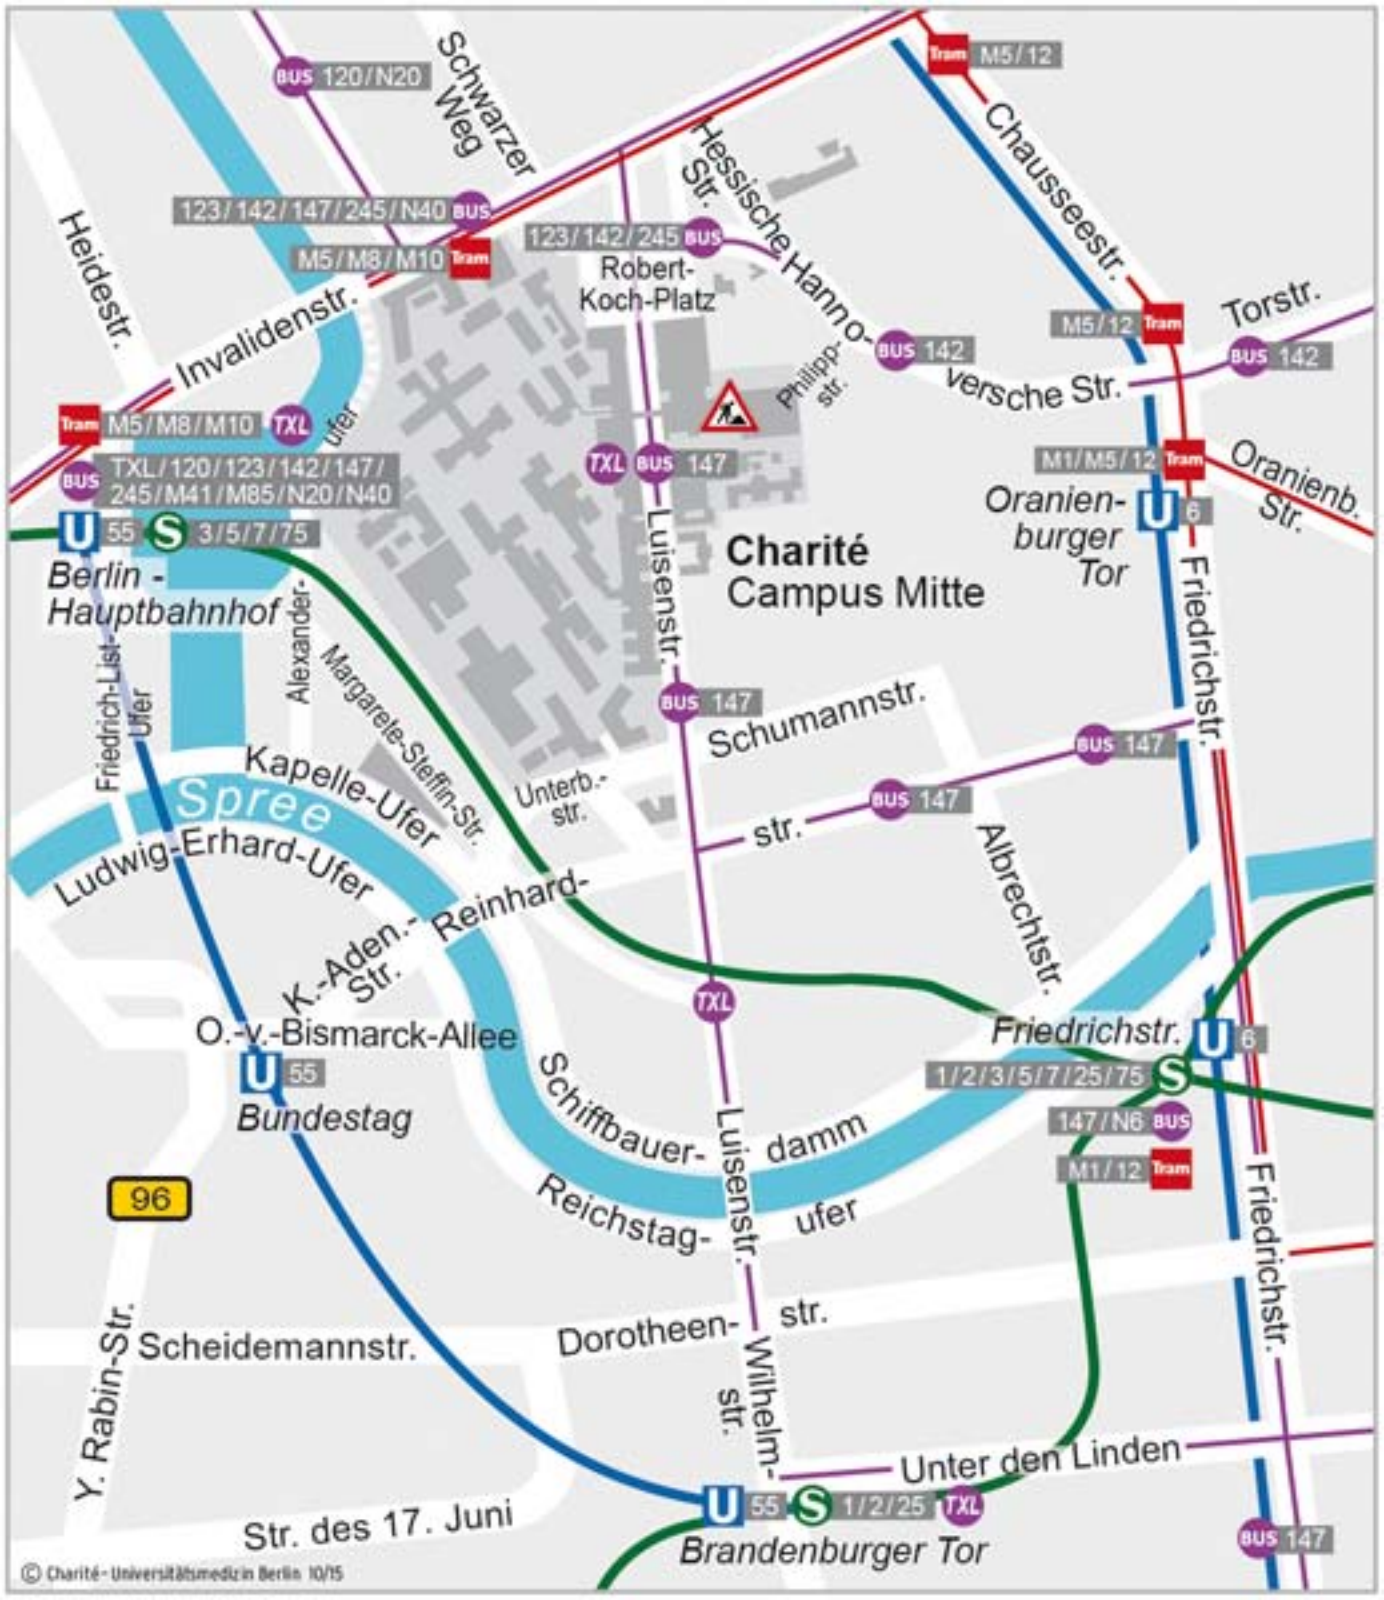 Tram M5/12
BUS 120/N20
Schwarzer
Weg
Chausseestr.
Hessische
Str.
123/142/147/245/N40 BUS
123/142/245 BUS
M5/M8/M10 Tram
Robert-
Koch-Platz
Heidestr.
Invalidenstr.
Hanno-
versche Str.
Torstr.
M5/12 Tram
BUS 142
BUS 142
Philipp-
str.
Tram M5/M8/M10 TXL
ufer
BUS TXL/120/123/142/147/
245/M41/M85/N20/N40
TXL BUS 147
M1/M5/12 Tram
Oranienb.
Str.
U 55 S 3/5/7/75
Berlin -
Hauptbahnhof
Oranien-
burger
Tor
U 6
Luisenstr.
Charité
Campus Mitte
Friedrichstr.
Alexander-
Friedrich-List-
Ufer
Margarete-Steffin-Str.
BUS 147
Schumannstr.
BUS 147
Kapelle-Ufer
Spree
Unterb.-
str.
BUS 147
str.
Ludwig-Erhard-Ufer
Albrechtstr.
Reinhard-
K.-Aden.-
Str.
TXL
O.-v.-Bismarck-Allee
Friedrichstr.
U 6
U 55
Bundestag
1/2/3/5/7/25/75 S
147/N6 BUS
M1/12 Tram
Schiffbauer-
damm
Luisenstr.
Reichstag-
ufer
96
Friedrichstr.
Y. Rabin-Str.
Scheidemannstr.
Dorotheen-
str.
Wilhelm-
str.
Unter den Linden
U 55 S 1/2/25 TXL
Brandenburger Tor
Str. des 17. Juni
BUS 147
© Charité-Universitätsmedizin Berlin 10/15